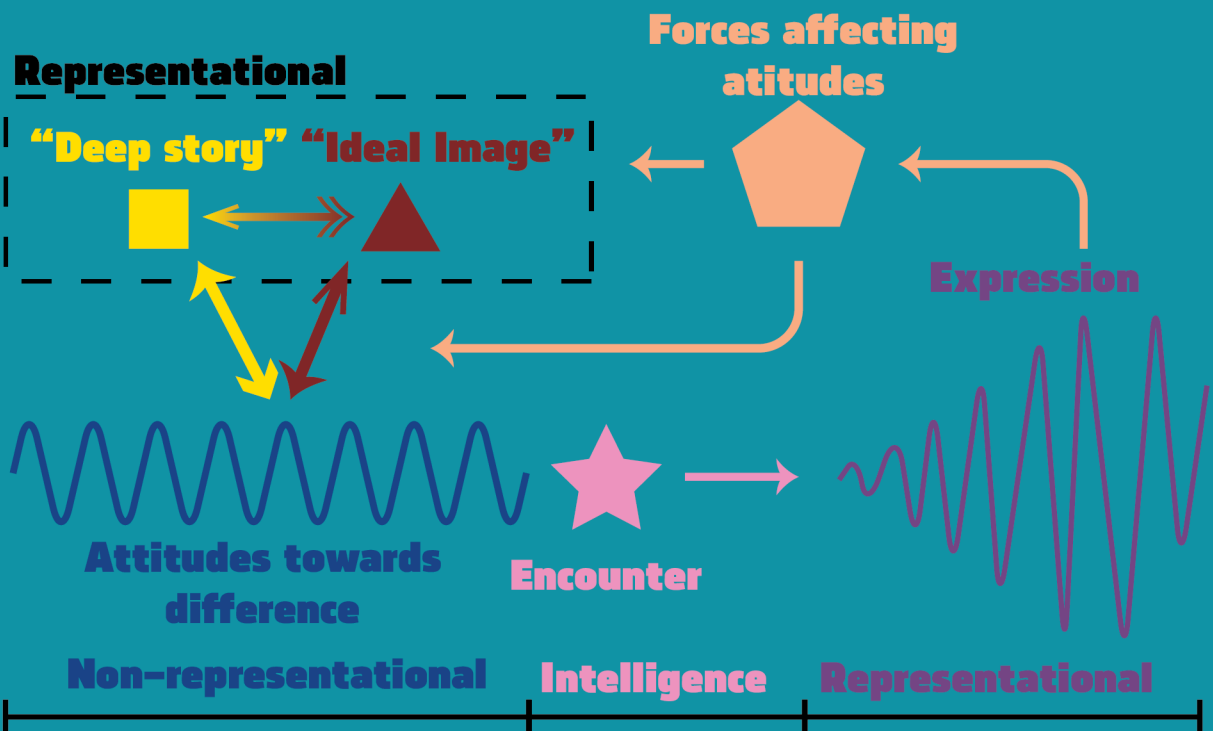 Forces affecting
atitudes
Representational
“Deep story” “Ideal Image”
Expression
Attitudes towards
difference
Encounter
Non-representational
Intelligence
Representational